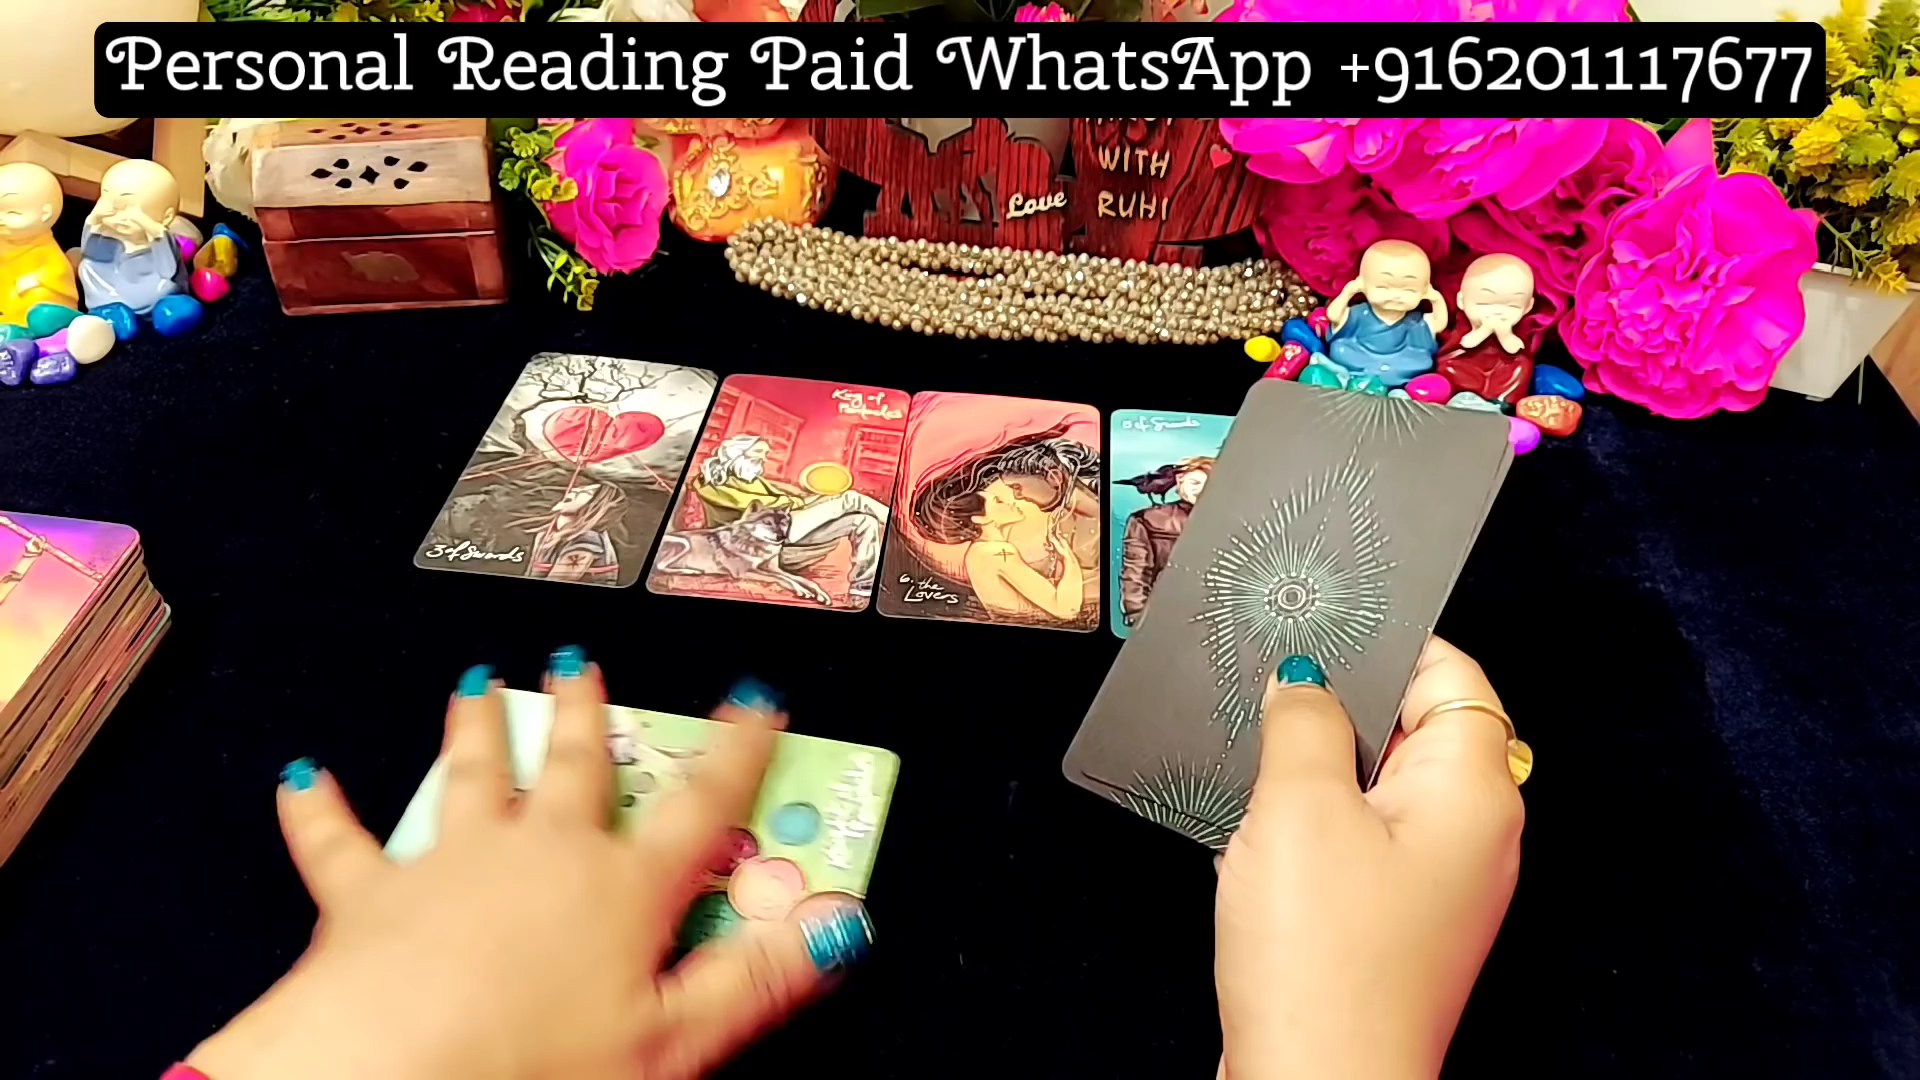 Personal Reading Paid WhatsApp +916201117677
WITH
Love
RUHI
King of
Pentacles
3 of Swords
6. the
Lovers